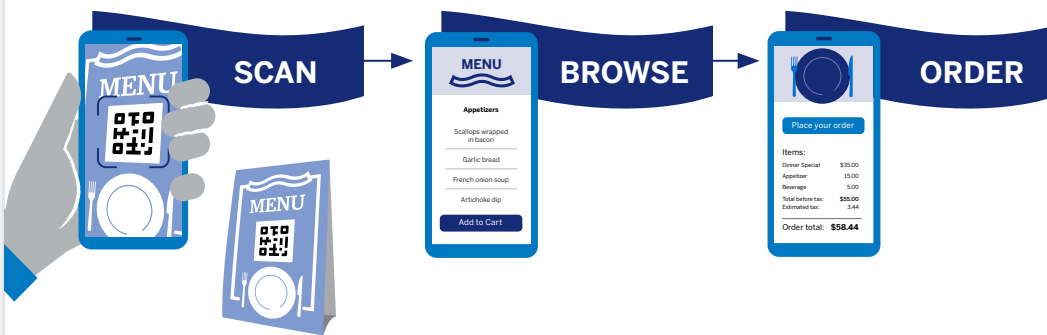 SCAN
MENU
MENU
BROWSE
MENU
Appetizers
Scallops wrapped
in bacon
Garlic bread
French onion soup
Artichoke dip
Add to Cart
ORDER
Place your order
Items:
Dinner Special $35.00
Appetizer 15.00
Beverage 5.00
Total before tax: $55.00
Estimated tax: 3.44
Order total: $58.44